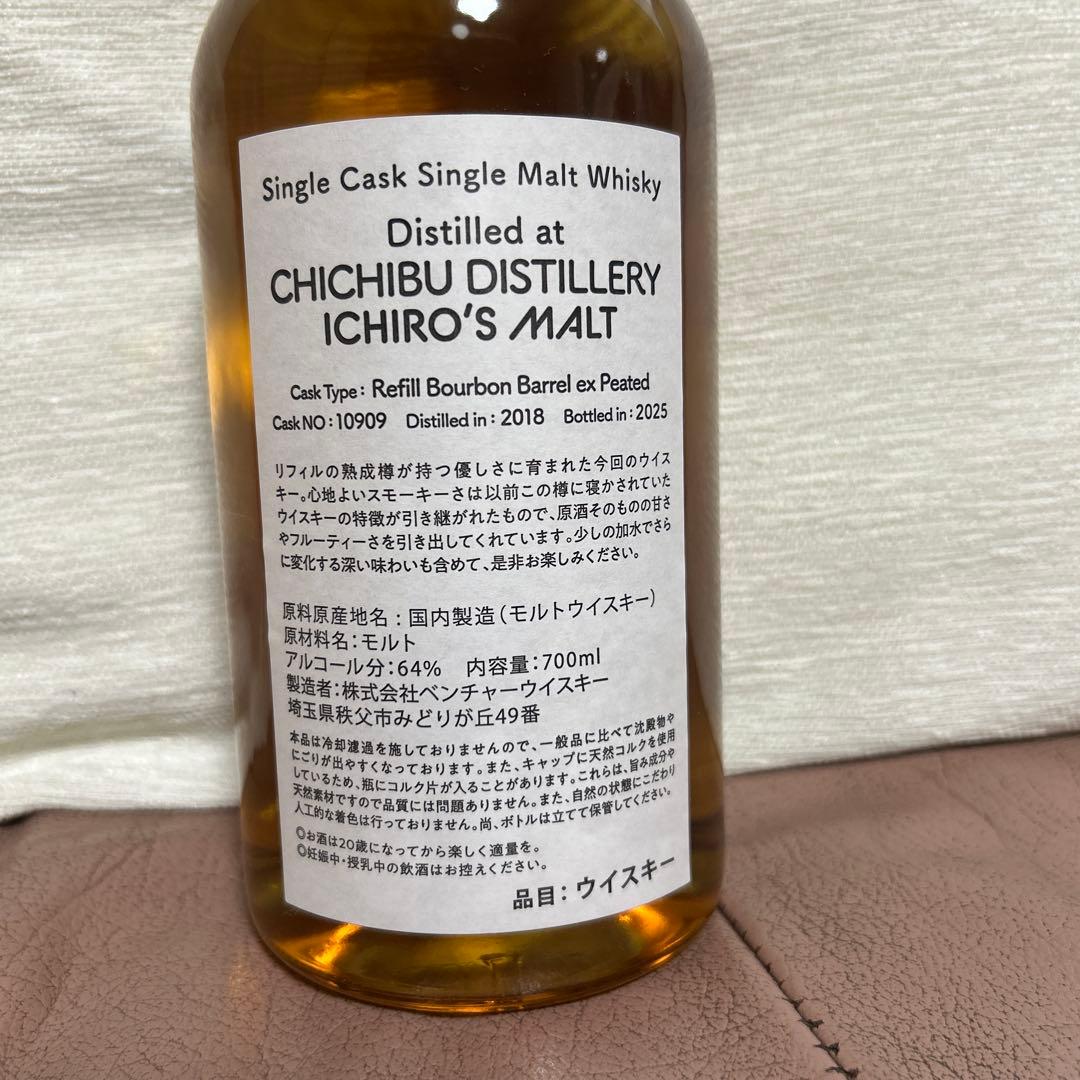 Single Cask Single Malt Whisky
Distilled at
CHICHIBU DISTILLERY
ICHIRO'S MALT
Cask Type : Refill Bourbon Barrel ex Peated
Cask NO : 10909 Distilled in : 2018 Bottled in : 2025
リフィルの熟成樽が持つ優しさに育まれた今回のウイス
キー。心地よいスモーキーさは以前この樽に寝かされていた
ウイスキーの特徴が引き継がれたもので、原酒そのものの甘さ
やフルーティーさを引き出してくれています。少しの加水でさら
に変化する深い味わいも含めて、是非お楽しみください。
原料原産地名：国内製造（モルトウイスキー）
原材料名：モルト
アルコール分：64% 内容量：700ml
製造者：株式会社ベンチャーウイスキー
埼玉県秩父市みどりが丘49番
本品は冷却濾過を施しておりませんので、一般品に比べて沈殿物や
にごりが出やすくなっております。また、キャップに天然コルクを使用
しているため、瓶にコルク片が入ることがあります。これらは、旨み成分や
天然素材ですので品質には問題ありません。また、自然の状態にこだわり
人工的な着色は行っておりません。尚、ボトルは立てて保管してください。
◎お酒は20歳になってから楽しく適量を。
◎妊娠中・授乳中の飲酒はお控えください。
品目：ウイスキー